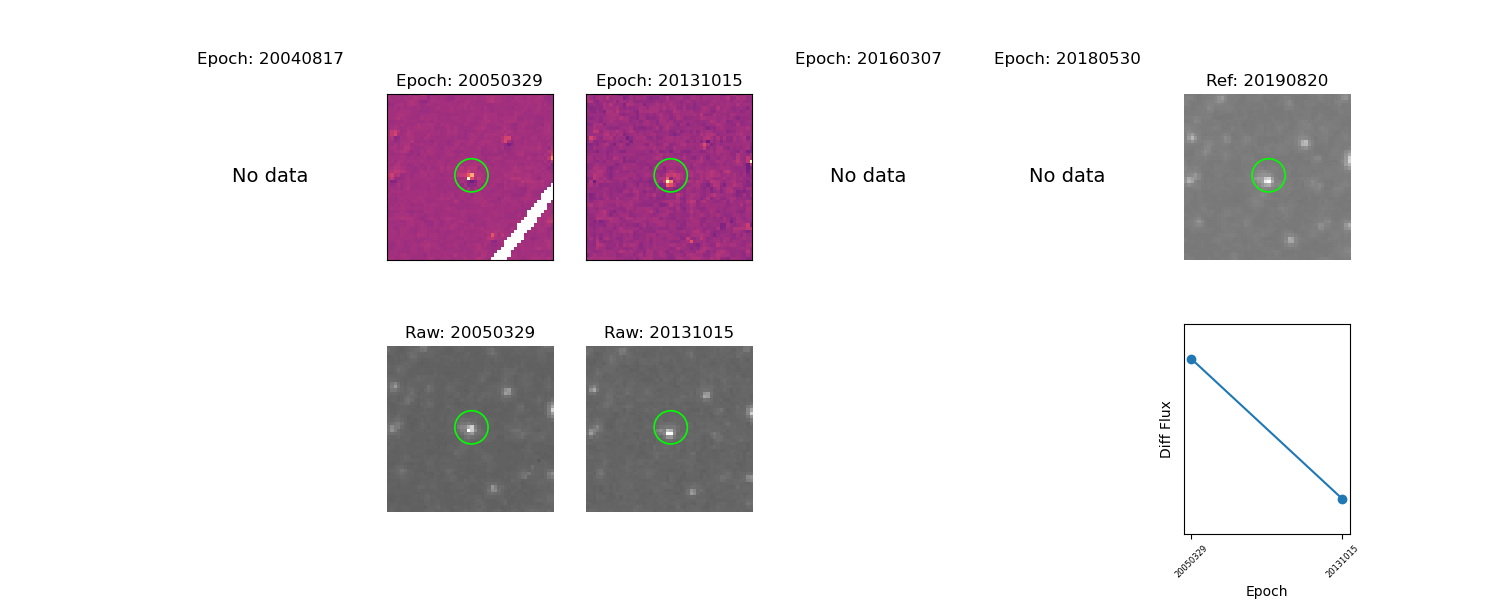 Epoch: 20040817
Epoch: 20050329
Epoch: 20131015
Epoch: 20160307
Epoch: 20180530
Ref: 20190820
No data
No data
No data
Raw: 20050329
Raw: 20131015
Diff Flux
20050329
20131015
Epoch